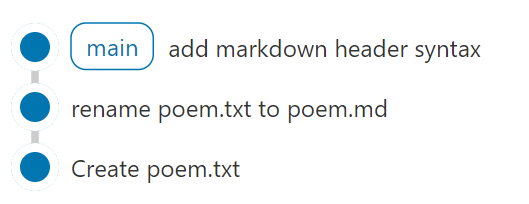 main add markdown header syntax
rename poem.txt to poem.md
Create poem.txt